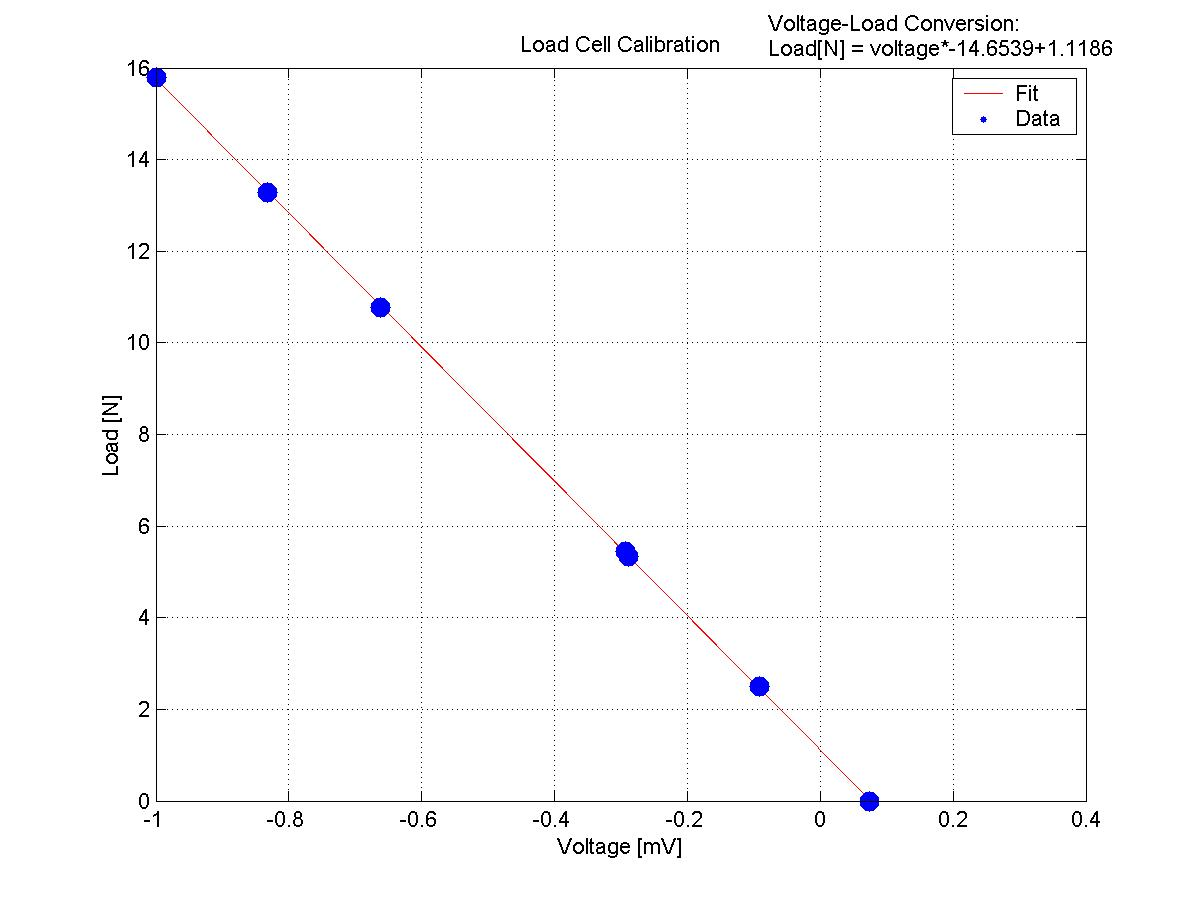 Voltage-Load Conversion:
Load Cell Calibration
Load[N] = voltage*-14.6539+1.1186
Fit
Data
16
14
12
10
8
6
4
2
0
Load [N]
-1 -0.8 -0.6 -0.4 -0.2 0 0.2 0.4
Voltage [mV]